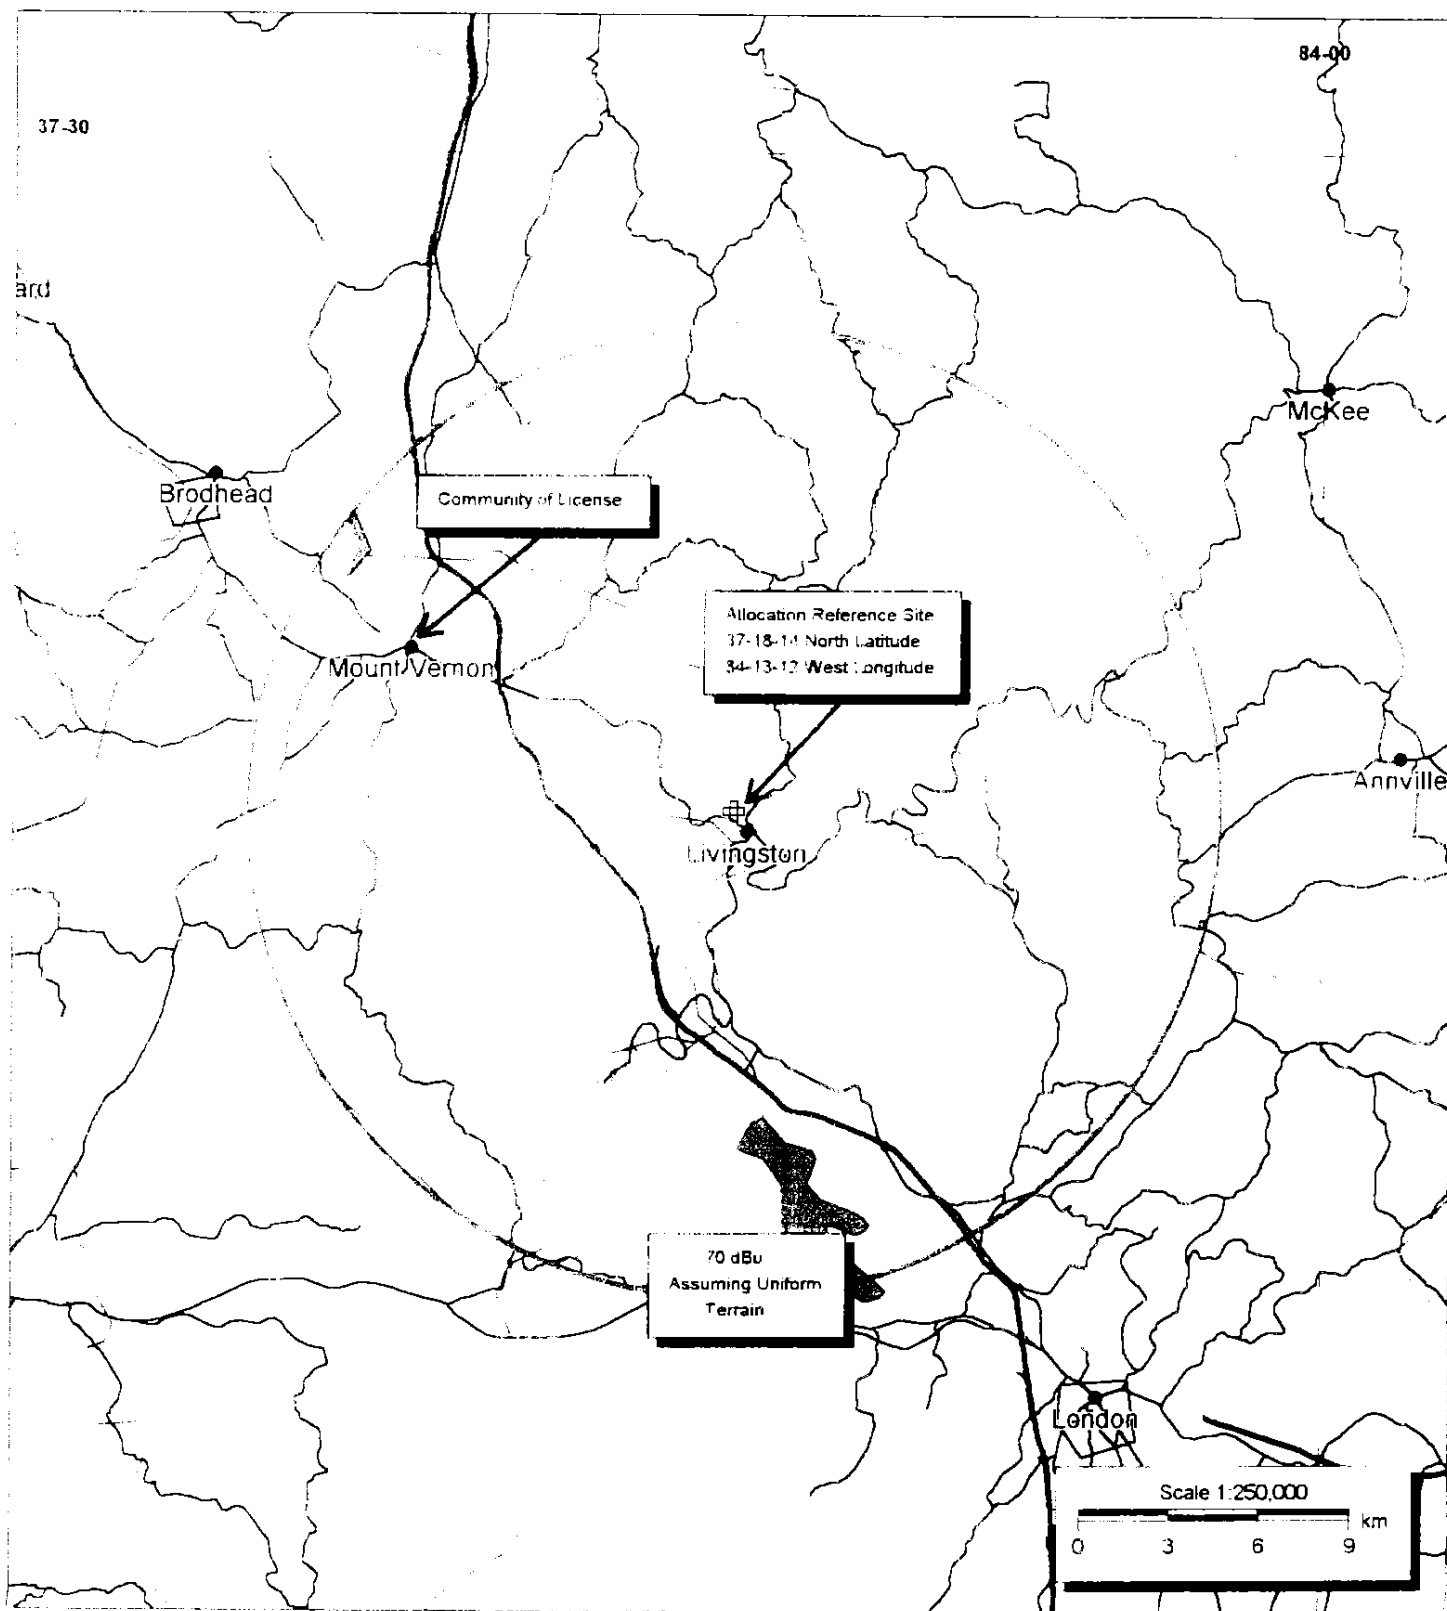 84-00
37-30
ard
McKee
Brodhead
Community of License
Allocation Reference Site
37-18-14 North Latitude
84-13-12 West Longitude
Mount Vernon
Annville
Livingston
70 dBu
Assuming Uniform
Terrain
London
Scale 1:250,000
km
0 3 6 9